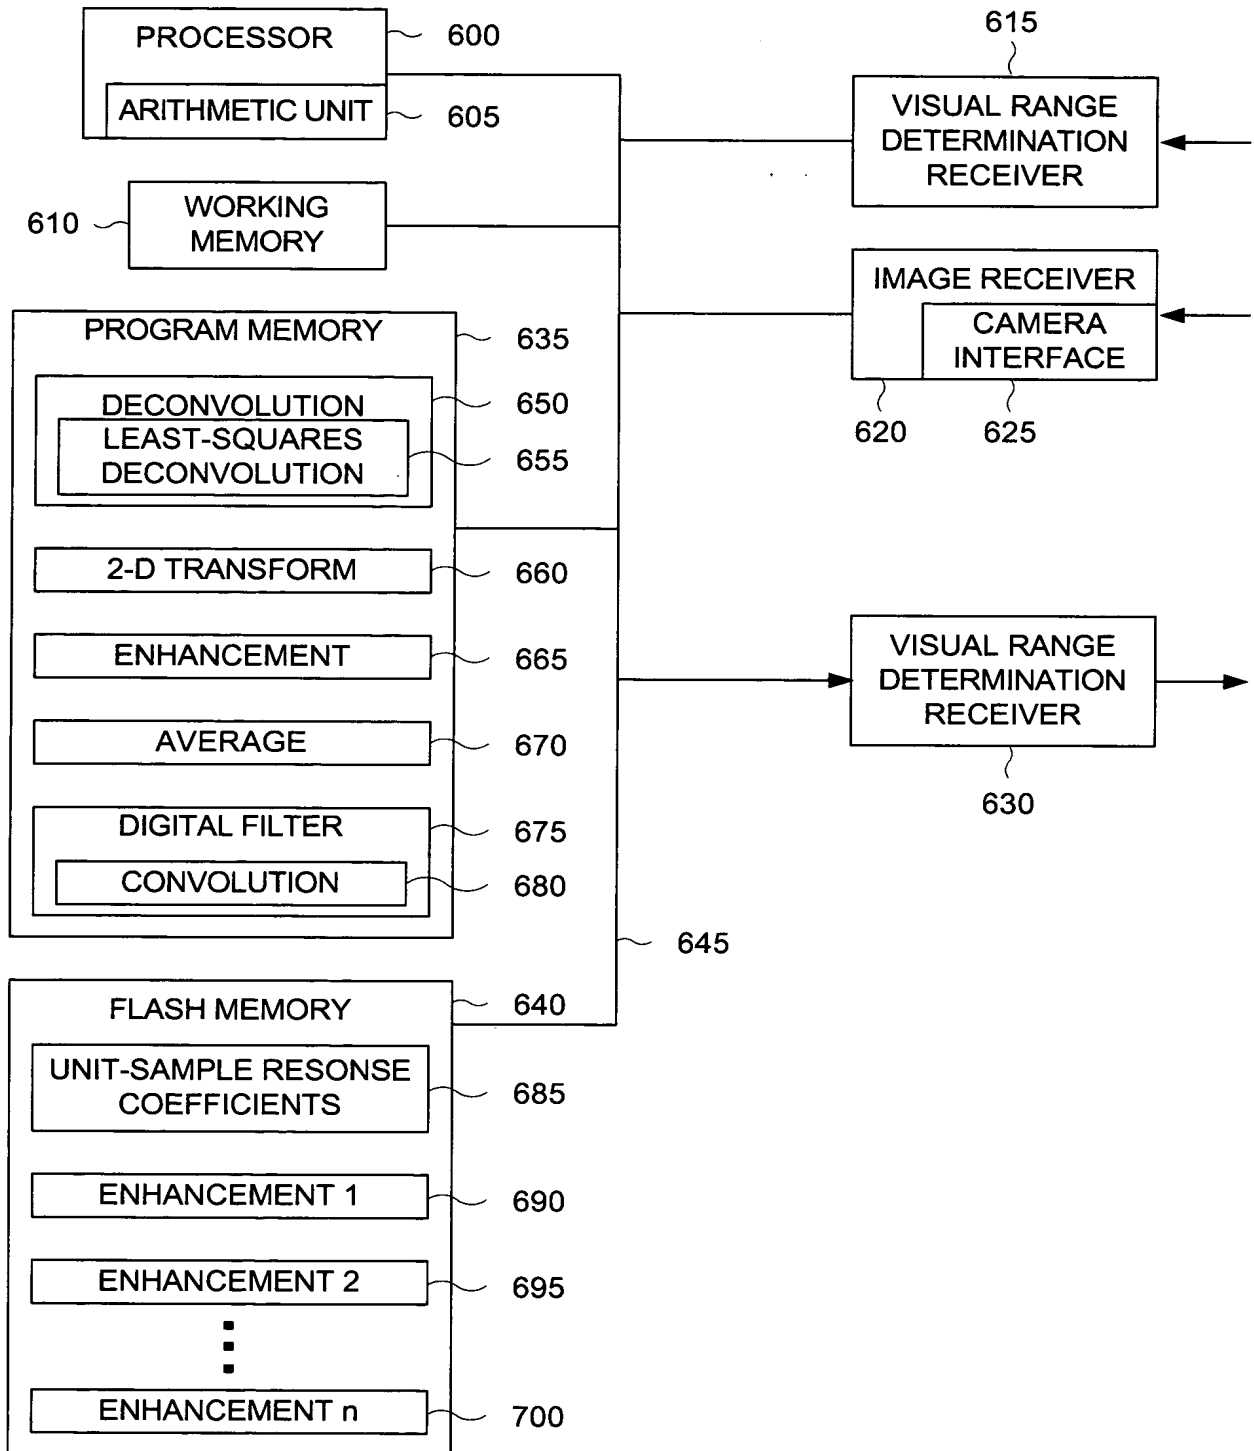 PROCESSOR
600
ARITHMETIC UNIT
605
610
WORKING
MEMORY
PROGRAM MEMORY
635
DECONVOLUTION
650
LEAST-SQUARES
DECONVOLUTION
655
2-D TRANSFORM
660
ENHANCEMENT
665
AVERAGE
670
DIGITAL FILTER
675
CONVOLUTION
680
645
FLASH MEMORY
640
UNIT-SAMPLE RESONSE
COEFFICIENTS
685
ENHANCEMENT 1
690
ENHANCEMENT 2
695
ENHANCEMENT n
700
615
VISUAL RANGE
DETERMINATION
RECEIVER
IMAGE RECEIVER
CAMERA
INTERFACE
620
625
VISUAL RANGE
DETERMINATION
RECEIVER
630